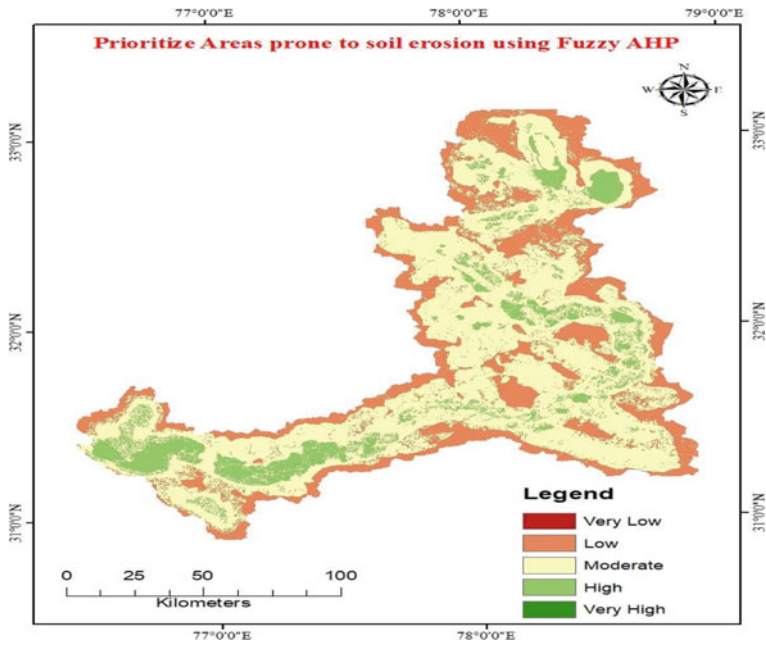 77°0'0"E 78°0'0"E 79°0'0"E
Prioritize Areas prone to soil erosion using Fuzzy AHP
N
W E
S
33°0'0"N 33°0'0"N
32°0'0"N 32°0'0"N
31°0'0"N 31°0'0"N
Legend
Very Low
Low
Moderate
High
Very High
0 25 50 100
Kilometers
77°0'0"E 78°0'0"E